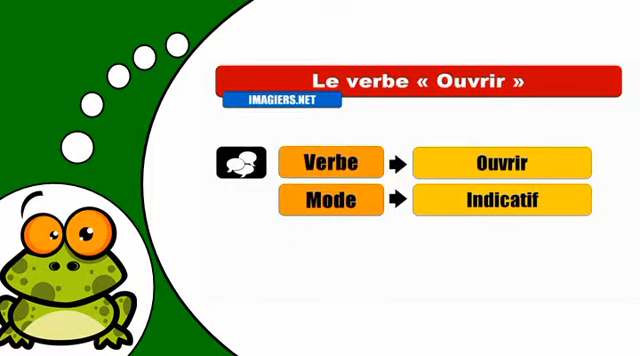 Le verbe « Ouvrir »
IMAGIERS.NET
Verbe Ouvrir
Mode Indicatif